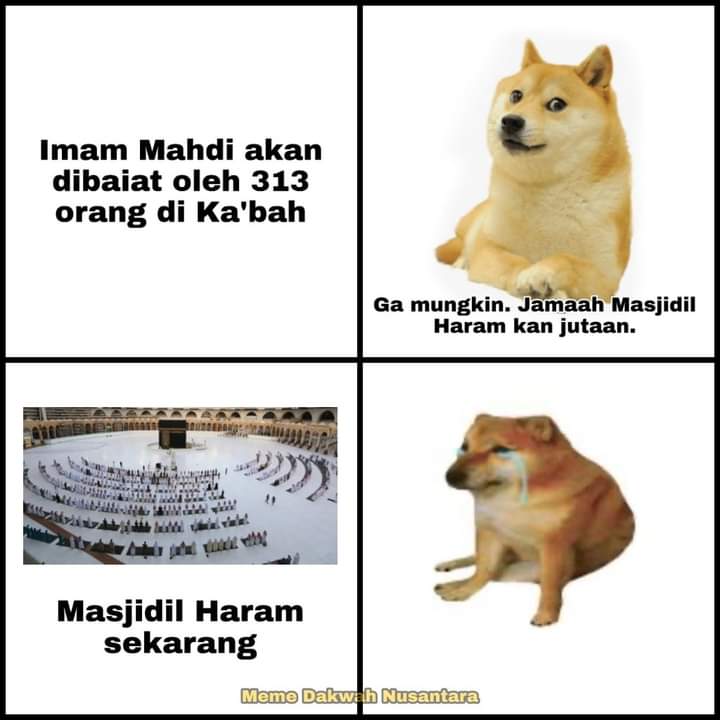 Imam Mahdi akan
dibaiat oleh 313
orang di Ka'bah
Ga mungkin. Jamaah Masjidil
Haram kan jutaan.
Masjidil Haram
sekarang
Meme Dakwah Nusantara